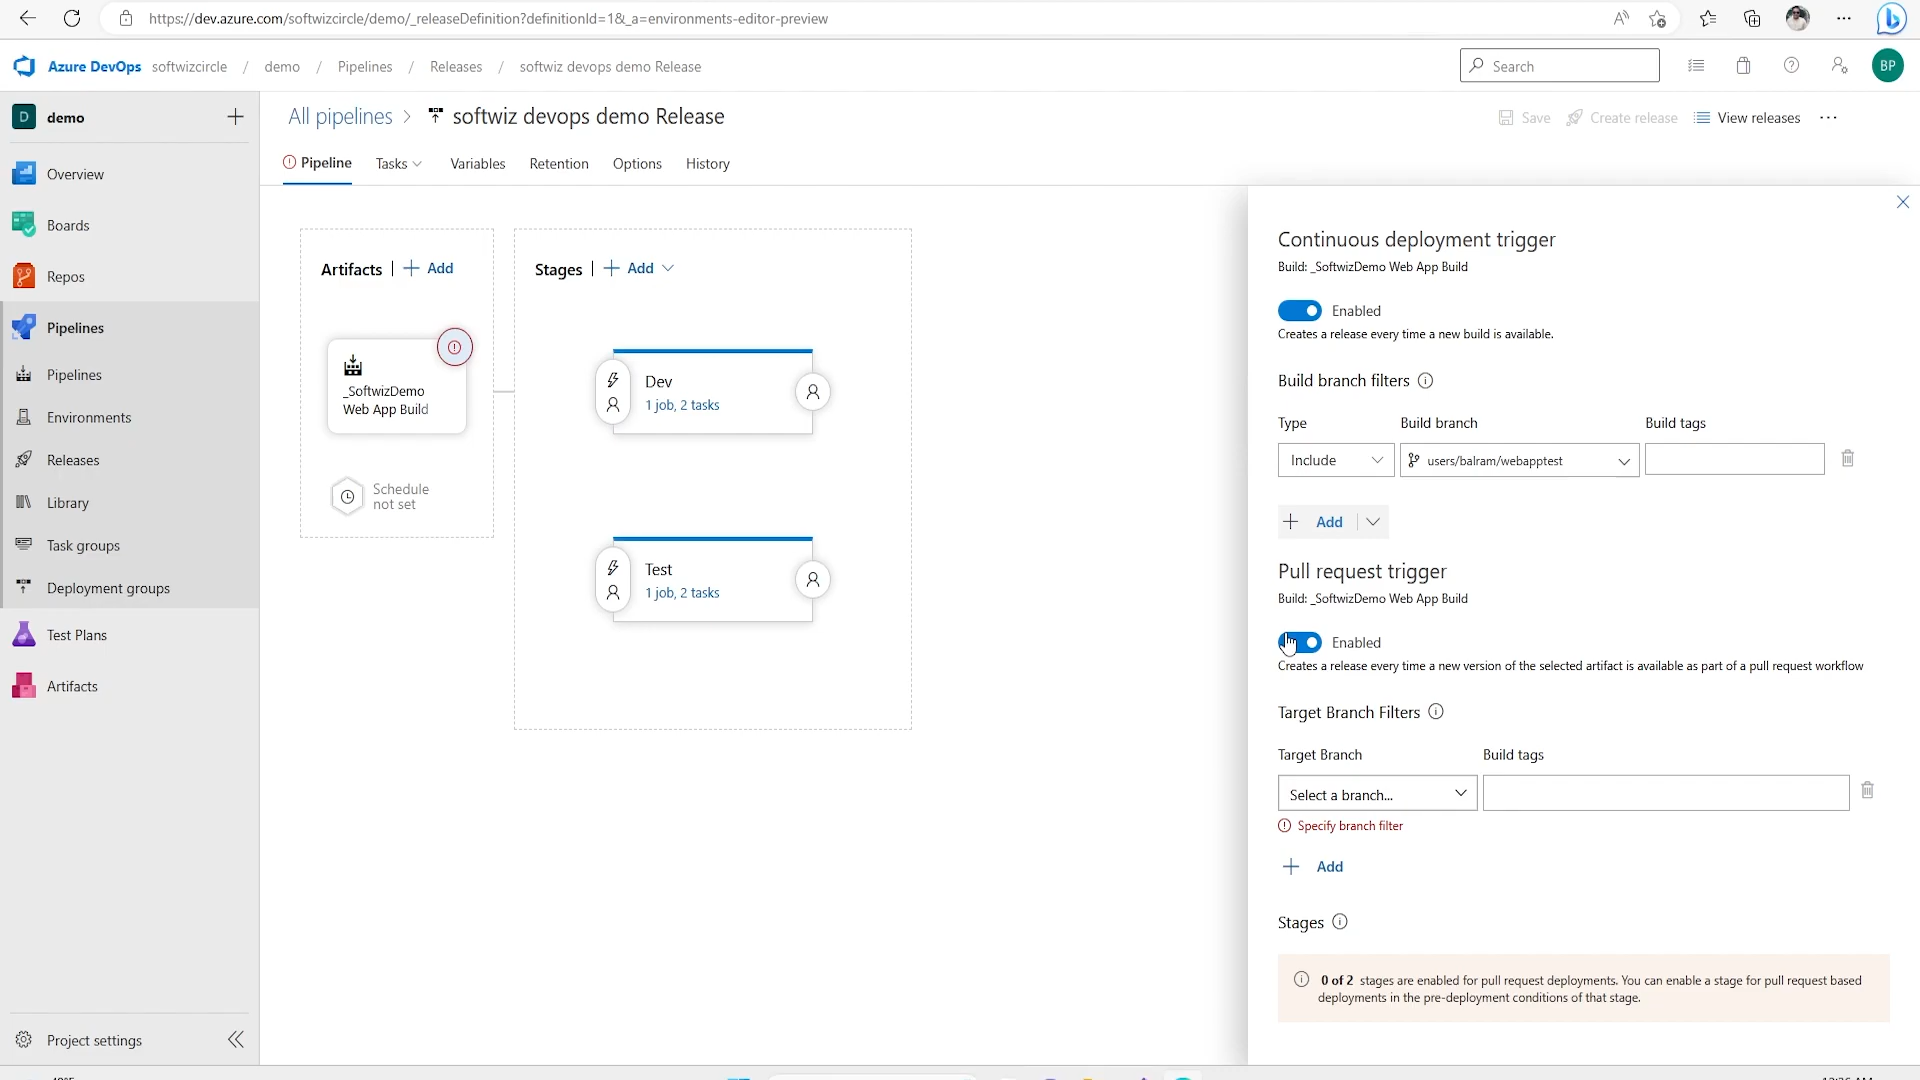 https://dev.azure.com/softwizcircle/demo/_releaseDefinition?definitionId=1&_a=environments-editor-preview
Azure DevOps softwizcircle / demo / Pipelines / Releases / softwiz devops demo Release
Search
BP
D demo
All pipelines > softwiz devops demo Release
Save Create release View releases
Pipeline Tasks Variables Retention Options History
Overview
Boards
Repos
Pipelines
Pipelines
Environments
Releases
Library
Task groups
Deployment groups
Test Plans
Artifacts
Project settings
Artifacts | Add
_SoftwizDemo
Web App Build
Schedule
not set
Stages | Add
Dev
1 job, 2 tasks
Test
1 job, 2 tasks
Continuous deployment trigger
Build: _SoftwizDemo Web App Build
Enabled
Creates a release every time a new build is available.
Build branch filters
Type Build branch Build tags
Include users/balram/webapptest
Add
Pull request trigger
Build: _SoftwizDemo Web App Build
Enabled
Creates a release every time a new version of the selected artifact is available as part of a pull request workflow
Target Branch Filters
Target Branch Build tags
Select a branch...
Specify branch filter
Add
Stages
0 of 2 stages are enabled for pull request deployments. You can enable a stage for pull request based
deployments in the pre-deployment conditions of that stage.